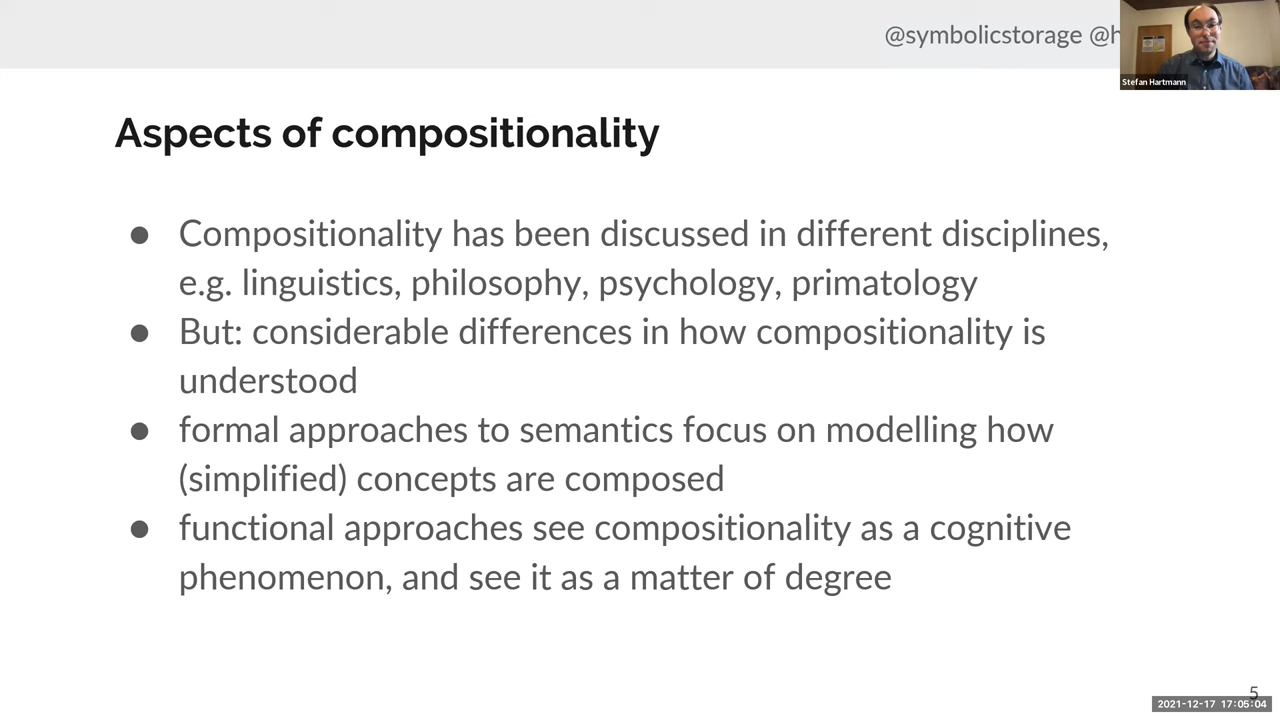 @symbolicstorage @h
Stefan Hartmann
Aspects of compositionality
● Compositionality has been discussed in different disciplines,
e.g. linguistics, philosophy, psychology, primatology
● But: considerable differences in how compositionality is
understood
● formal approaches to semantics focus on modelling how
(simplified) concepts are composed
● functional approaches see compositionality as a cognitive
phenomenon, and see it as a matter of degree
5
2021-12-17 17:05:04